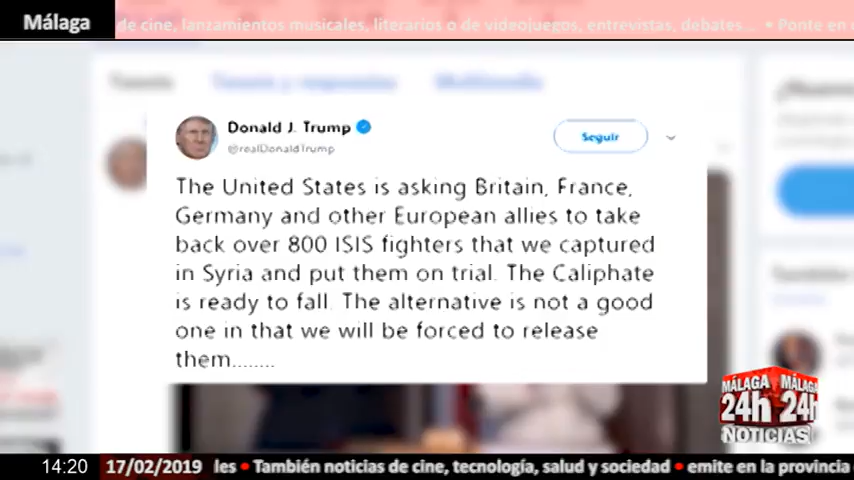 Málaga
de cine, lanzamientos musicales, literarios o de videojuegos, entrevistas, debates... • Ponte en
Tweets Tweets y respuestas Multimedia
Donald J. Trump
@realDonaldTrump
Seguir
The United States is asking Britain, France,
Germany and other European allies to take
back over 800 ISIS fighters that we captured
in Syria and put them on trial. The Caliphate
is ready to fall. The alternative is not a good
one in that we will be forced to release
them........
MÁLAGA MÁLAGA
24h 24h
NOTICIAS
14:20 17/02/2019 les • También noticias de cine, tecnología, salud y sociedad • emite en la provincia